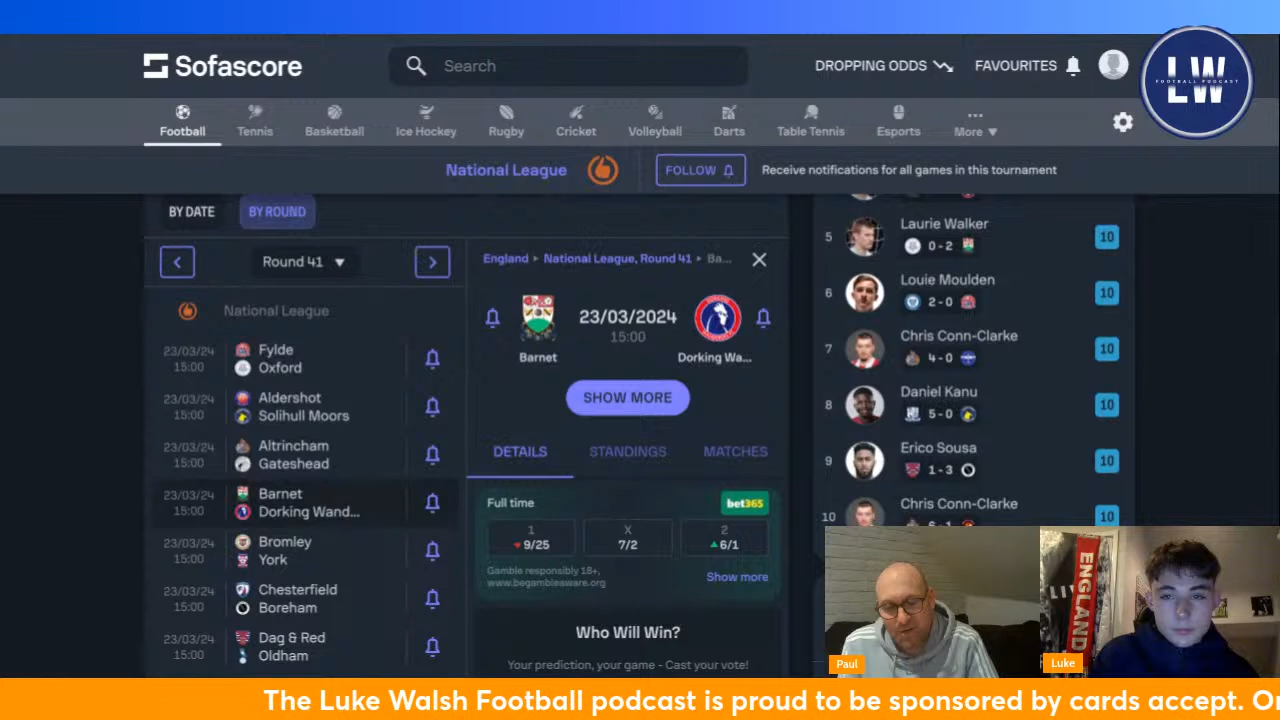 Sofascore
Search
DROPPING ODDS
FAVOURITES
LW
FOOTBALL PODCAST
Football
Tennis
Basketball
Ice Hockey
Rugby
Cricket
Volleyball
Darts
Table Tennis
Esports
More ▼
National League
FOLLOW
Receive notifications for all games in this tournament
BY DATE
BY ROUND
Round 41 ▼
National League
23/03/24 Fylde
15:00 Oxford
23/03/24 Aldershot
15:00 Solihull Moors
23/03/24 Altrincham
15:00 Gateshead
23/03/24 Barnet
15:00 Dorking Wand...
23/03/24 Bromley
15:00 York
23/03/24 Chesterfield
15:00 Boreham
23/03/24 Dag & Red
15:00 Oldham
England National League, Round 41 Ba...
23/03/2024
15:00
Barnet
Dorking Wa...
SHOW MORE
DETAILS
STANDINGS
MATCHES
Full time
bet365
1
9/25
X
7/2
2
6/1
Gamble responsibly 18+,
www.begambleaware.org
Show more
Who Will Win?
Your prediction, your game - Cast your vote!
5 Laurie Walker 10
0 - 2
6 Louie Moulden 10
2 - 0
7 Chris Conn-Clarke 10
4 - 0
8 Daniel Kanu 10
5 - 0
9 Erico Sousa 10
1 - 3
10 Chris Conn-Clarke 10
ENGLAND
Paul
Luke
The Luke Walsh Football podcast is proud to be sponsored by cards accept.